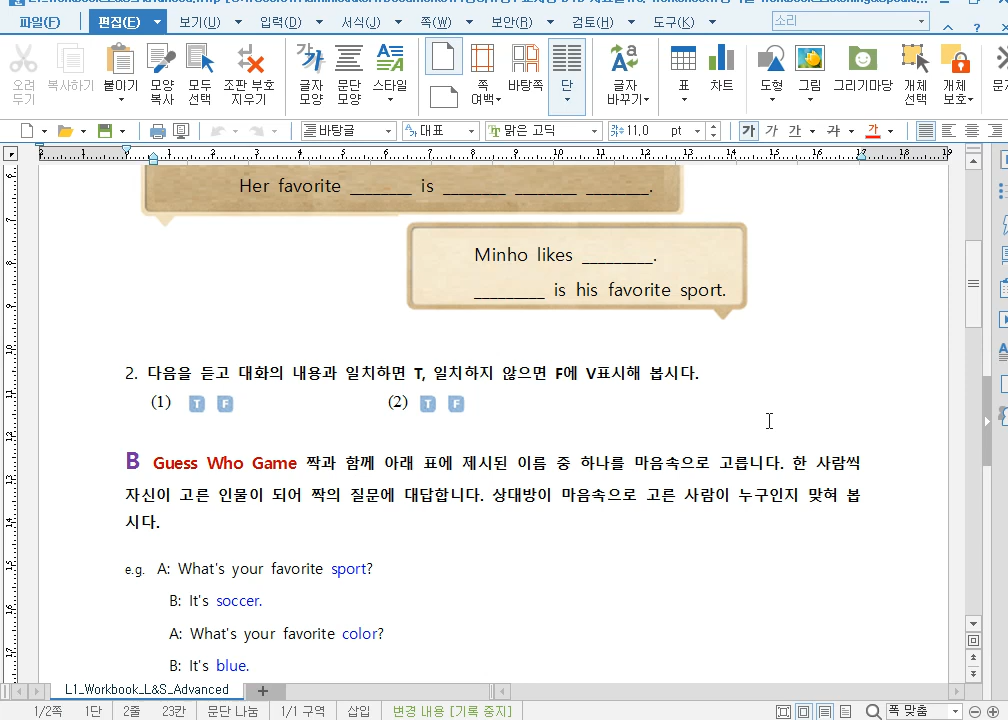 파일(F) 편집(E) 보기(U) 입력(D) 서식(J) 쪽(W) 보안(R) 검토(H) 도구(K) 소리
오려 두기 복사하기 붙이기 모양 복사 모두 선택 조판 부호 지우기 글자 모양 문단 모양 스타일 쪽 여백 바탕쪽 단 글자 바꾸기 표 차트 도형 그림 그리기마당 개체 선택 개체 보호
바탕글 대표 맑은 고딕 11,0 pt 가 가 가 가 가
Her favorite ________ is ________ ________ ________.
Minho likes _________.
_________ is his favorite sport.
2. 다음을 듣고 대화의 내용과 일치하면 T, 일치하지 않으면 F에 V표시해 봅시다.
(1) T F (2) T F
B Guess Who Game 짝과 함께 아래 표에 제시된 이름 중 하나를 마음속으로 고릅니다. 한 사람씩
자신이 고른 인물이 되어 짝의 질문에 대답합니다. 상대방이 마음속으로 고른 사람이 누구인지 맞혀 봅
시다.
e.g. A: What's your favorite sport?
B: It's soccer.
A: What's your favorite color?
B: It's blue.
L1_Workbook_L&S_Advanced
1/2쪽 1단 2줄 23칸 문단 나눔 1/1 구역 삽입 변경 내용 [기록 중지] 폭 맞춤